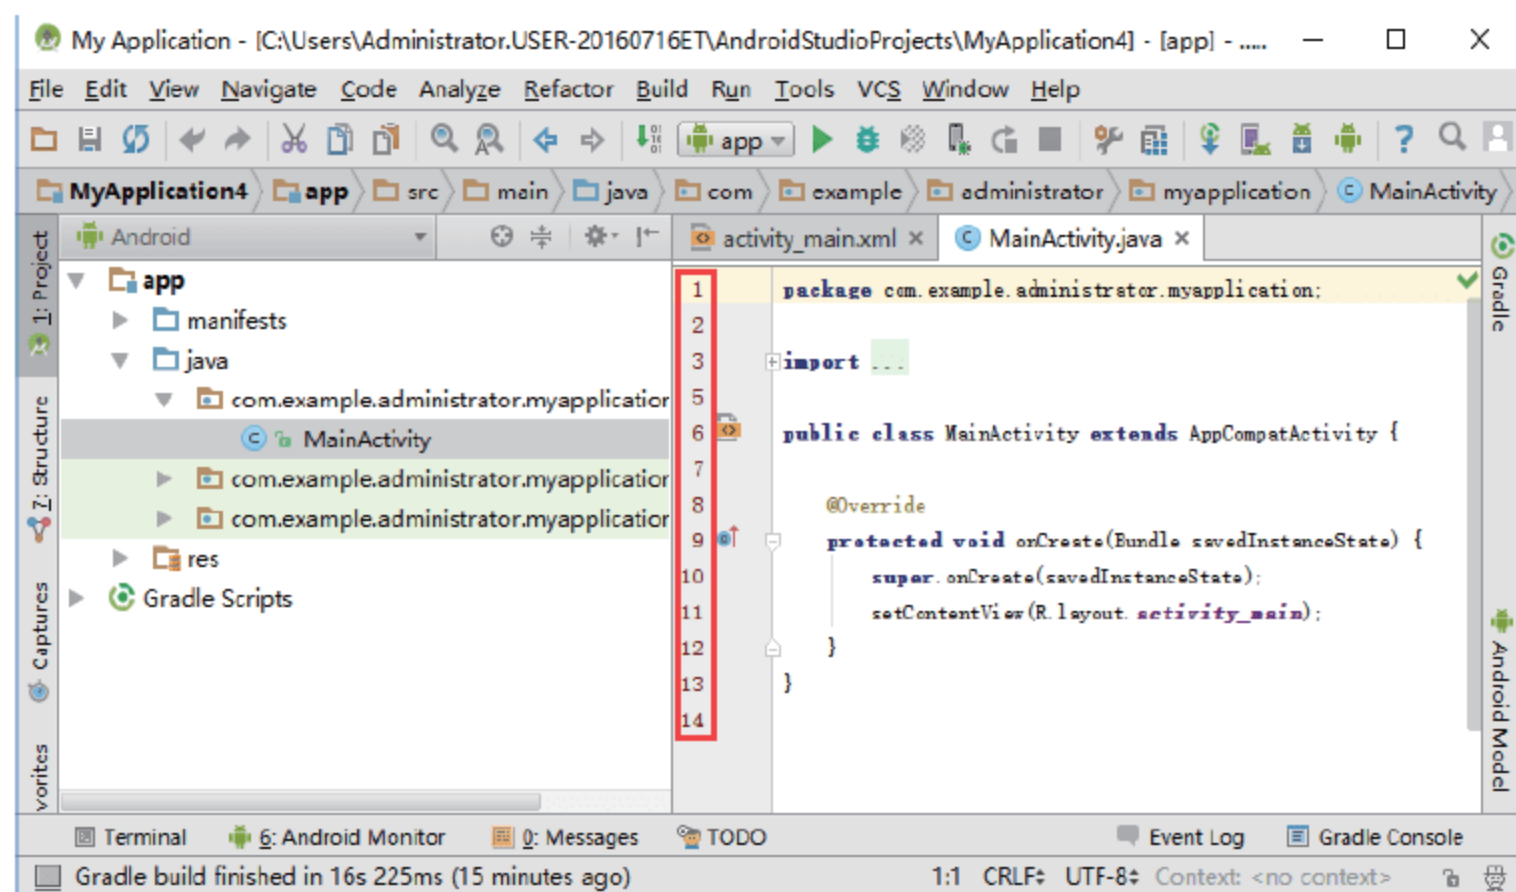 My Application - [C:\Users\Administrator.USER-20160716ET\AndroidStudioProjects\MyApplication4] - [app] - .....
File Edit View Navigate Code Analyze Refactor Build Run Tools VCS Window Help
app
MyApplication4 app src main java com example administrator myapplication MainActivity
1: Project
Z: Structure
Captures
vorites
Android
app
manifests
java
com.example.administrator.myapplication
MainActivity
com.example.administrator.myapplication
com.example.administrator.myapplication
res
Gradle Scripts
activity_main.xml MainActivity.java
1 package com.example.administrator.myapplication;
2
3 import ...
5
6 public class MainActivity extends AppCompatActivity {
7
8 @Override
9 protected void onCreate(Bundle savedInstanceState) {
10 super.onCreate(savedInstanceState);
11 setContentView(R.layout.activity_main);
12 }
13 }
14
Gradle
Android Model
Terminal 6: Android Monitor 0: Messages TODO Event Log Gradle Console
Gradle build finished in 16s 225ms (15 minutes ago) 1:1 CRLF UTF-8 Context: <no context>